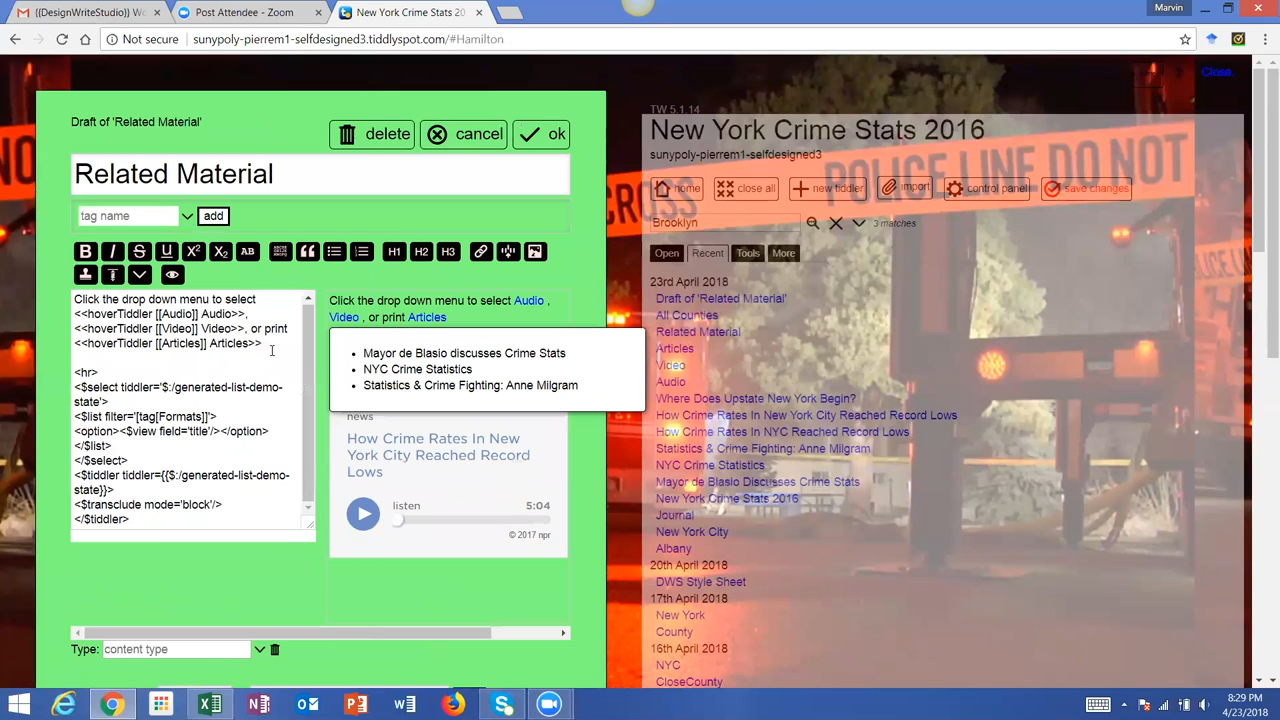 {{DesignWriteStudio}} Wo
Post Attendee - Zoom
New York Crime Stats 20
Marvin
Not secure
sunypoly-pierrem1-selfdesigned3.tiddlyspot.com/#Hamilton
Close
Draft of 'Related Material'
delete
cancel
ok
Related Material
tag name
add
B I S U X² X₂ AB
H1 H2 H3
Click the drop down menu to select
<<hoverTiddler [[Audio]] Audio>>,
<<hoverTiddler [[Video]] Video>>, or print
<<hoverTiddler [[Articles]] Articles>>
<hr>
<$select tiddler='$:/generated-list-demo-
state'>
<$list filter='[tag[Formats]]'>
<option><$view field='title'/></option>
</$list>
</$select>
<$tiddler tiddler={{$:/generated-list-demo-
state}}>
<$transclude mode='block'/>
</$tiddler>
Click the drop down menu to select Audio ,
Video , or print Articles
Mayor de Blasio discusses Crime Stats
NYC Crime Statistics
Statistics & Crime Fighting: Anne Milgram
news
How Crime Rates In New
York City Reached Record
Lows
listen
5:04
© 2017 npr
Type:
content type
TW 5.1.14
New York Crime Stats 2016
sunypoly-pierrem1-selfdesigned3
home
close all
new tiddler
import
control panel
save changes
Brooklyn
3 matches
Open
Recent
Tools
More
23rd April 2018
Draft of 'Related Material'
All Counties
Related Material
Articles
Video
Audio
Where Does Upstate New York Begin?
How Crime Rates In New York City Reached Record Lows
How Crime Rates In NYC Reached Record Lows
Statistics & Crime Fighting: Anne Milgram
NYC Crime Statistics
Mayor de Blasio Discusses Crime Stats
New York Crime Stats 2016
Journal
New York City
Albany
20th April 2018
DWS Style Sheet
17th April 2018
New York
County
16th April 2018
NYC
CloseCounty
POLICE LINE DO NOT
CROSS
8:29 PM
4/23/2018